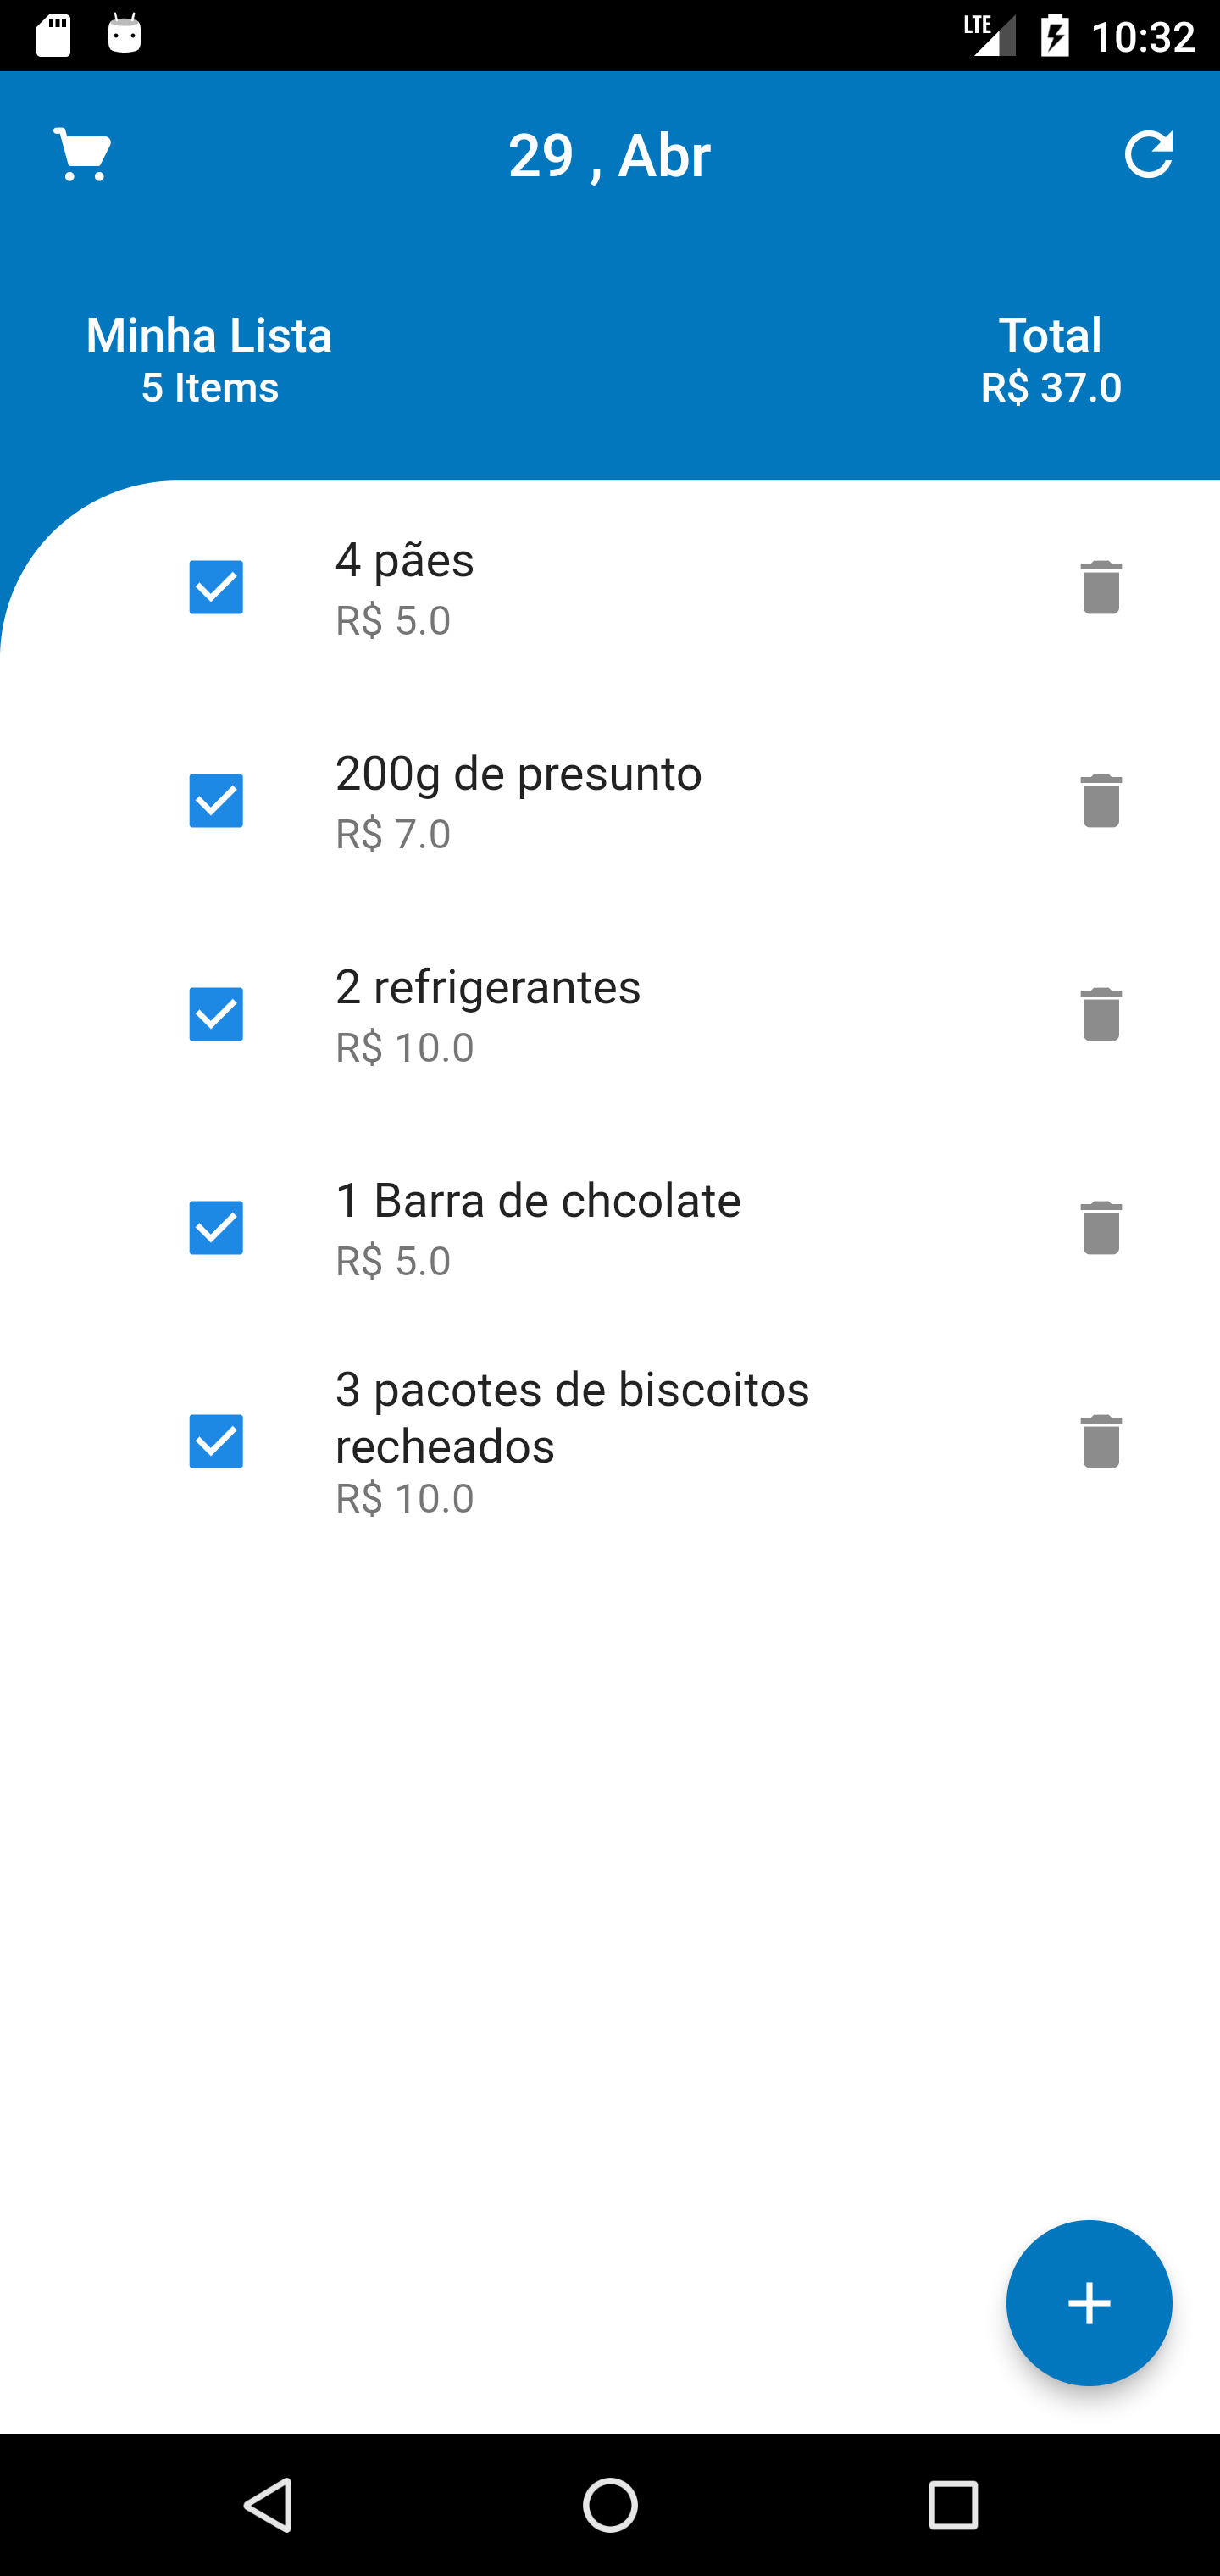 LTE 10:32
29 , Abr
Minha Lista
5 Items
Total
R$ 37.0
4 pães
R$ 5.0
200g de presunto
R$ 7.0
2 refrigerantes
R$ 10.0
1 Barra de chcolate
R$ 5.0
3 pacotes de biscoitos
recheados
R$ 10.0